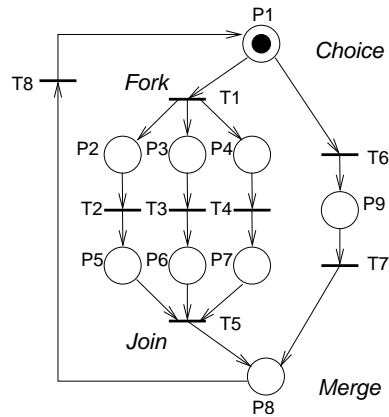 P1
Choice
T8
Fork
T1
P2
P3
P4
T6
T2
T3
T4
P9
P5
P6
P7
T7
T5
Join
P8
Merge